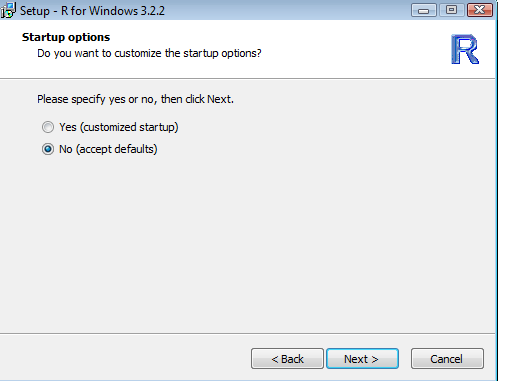 Setup - R for Windows 3.2.2
Startup options
Do you want to customize the startup options?
R
Please specify yes or no, then click Next.
Yes (customized startup)
No (accept defaults)
< Back Next > Cancel